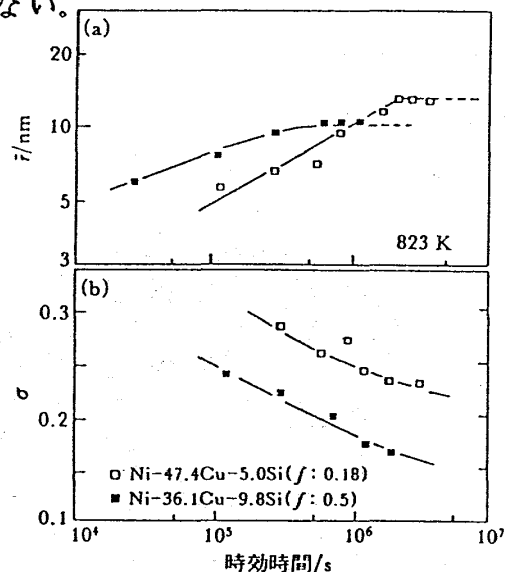 ない。
(a)
20
10
5
3
r̄/nm
823 K
(b)
0.3
0.2
0.1
σ
□ Ni-47.4Cu-5.0Si(f: 0.18)
■ Ni-36.1Cu-9.8Si(f: 0.5)
10⁴ 10⁵ 10⁶ 10⁷
時効時間/s